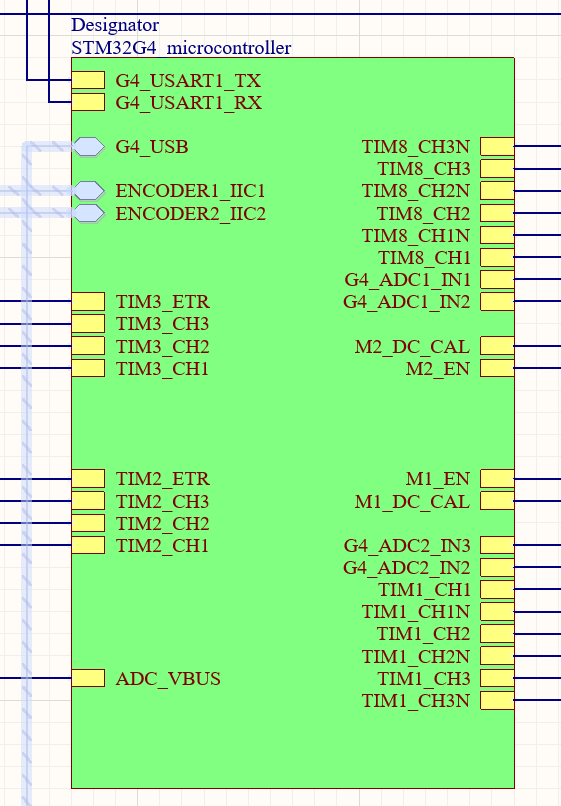 Designator
STM32G4_microcontroller
G4_USART1_TX
G4_USART1_RX
G4_USB
ENCODER1_IIC1
ENCODER2_IIC2
TIM3_ETR
TIM3_CH3
TIM3_CH2
TIM3_CH1
TIM2_ETR
TIM2_CH3
TIM2_CH2
TIM2_CH1
ADC_VBUS
TIM8_CH3N
TIM8_CH3
TIM8_CH2N
TIM8_CH2
TIM8_CH1N
TIM8_CH1
G4_ADC1_IN1
G4_ADC1_IN2
M2_DC_CAL
M2_EN
M1_EN
M1_DC_CAL
G4_ADC2_IN3
G4_ADC2_IN2
TIM1_CH1
TIM1_CH1N
TIM1_CH2
TIM1_CH2N
TIM1_CH3
TIM1_CH3N